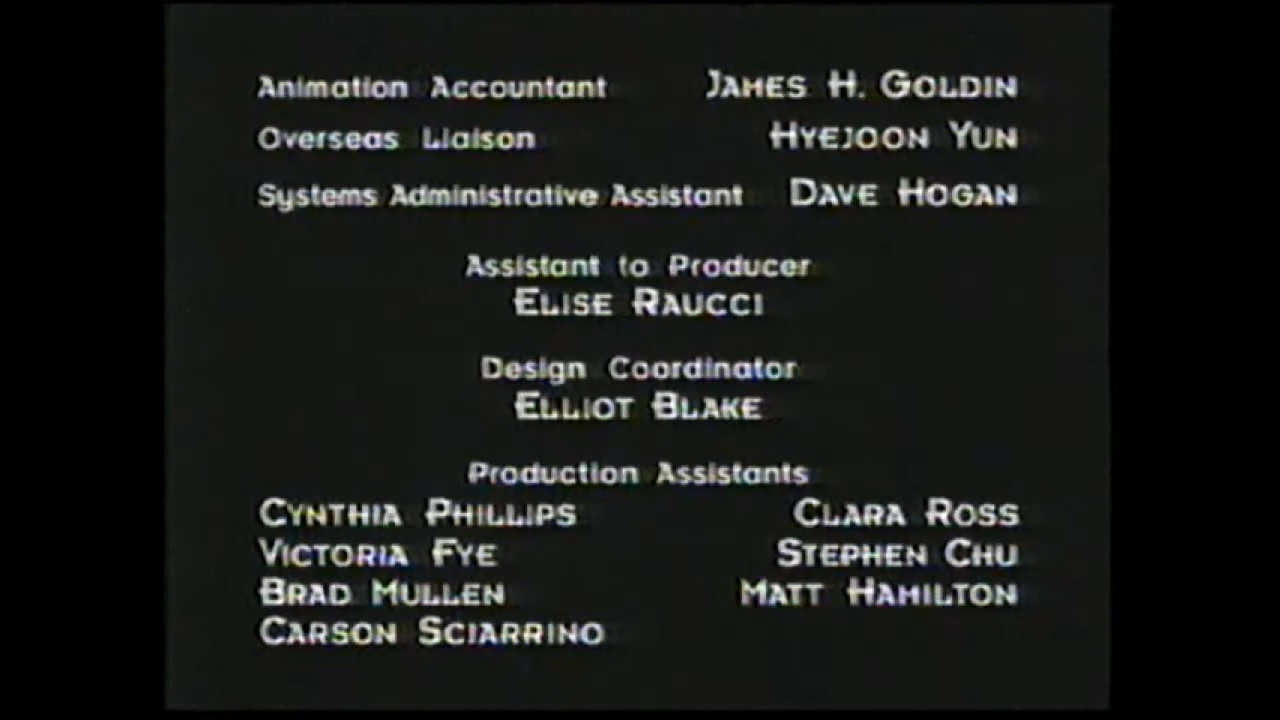 Animation Accountant JAMES H. GOLDIN
Overseas Liaison HYEJOON YUN
Systems Administrative Assistant DAVE HOGAN
Assistant to Producer
ELISE RAUCCI
Design Coordinator
ELLIOT BLAKE
Production Assistants
CYNTHIA PHILLIPS CLARA ROSS
VICTORIA FYE STEPHEN CHU
BRAD MULLEN MATT HAMILTON
CARSON SCIARRINO